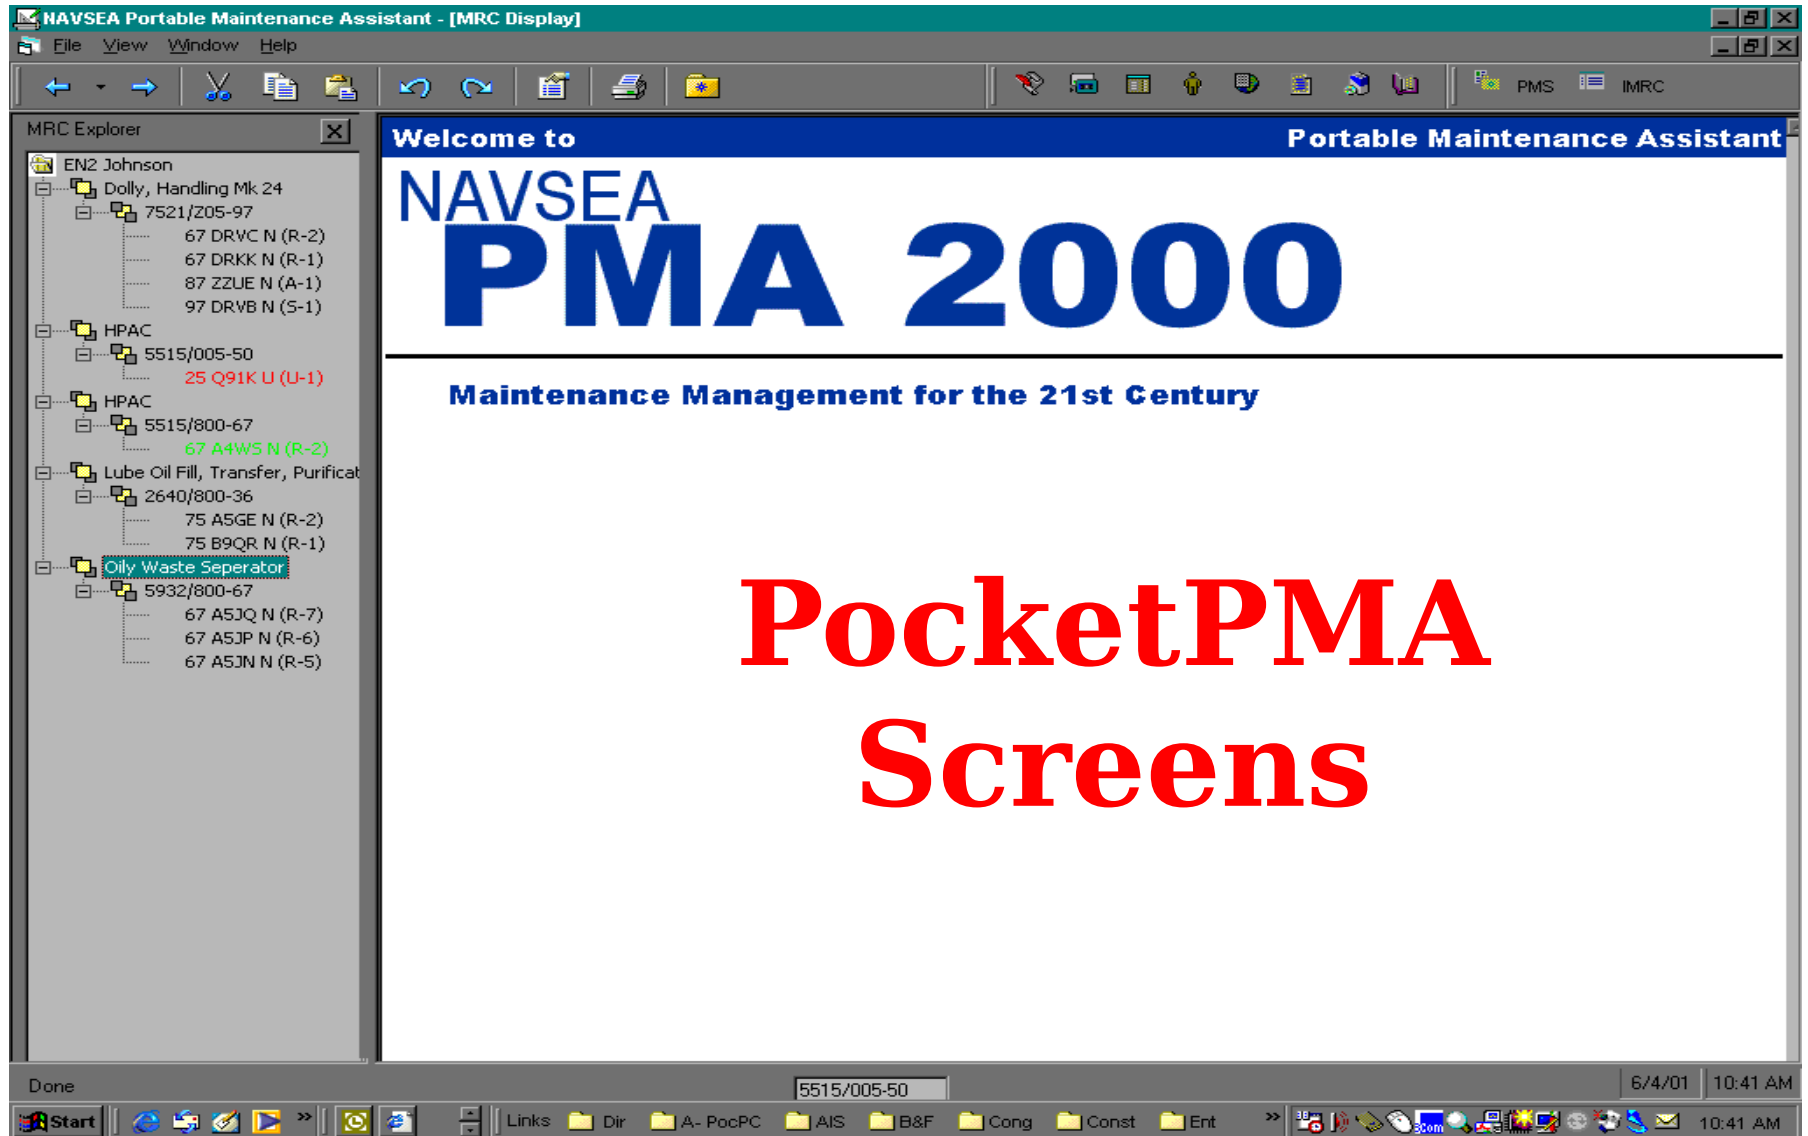 NAVSEA Portable Maintenance Assistant - [MRC Display]
File View Window Help
PMS IMRC
MRC Explorer
EN2 Johnson
Dolly, Handling Mk 24
7521/Z05-97
67 DRVC N (R-2)
67 DRKK N (R-1)
87 ZZUE N (A-1)
97 DRVB N (S-1)
HPAC
5515/005-50
25 Q91K U (U-1)
HPAC
5515/800-67
67 A4WS N (R-2)
Lube Oil Fill, Transfer, Purificat
2640/800-36
75 A5GE N (R-2)
75 B9QR N (R-1)
Oily Waste Seperator
5932/800-67
67 A5JQ N (R-7)
67 A5JP N (R-6)
67 A5JN N (R-5)
Welcome to Portable Maintenance Assistant
NAVSEA
PMA 2000
Maintenance Management for the 21st Century
PocketPMA
Screens
Done 5515/005-50 6/4/01 10:41 AM
Start » Links Dir A- PocPC AIS B&F Cong Const Ent » 10:41 AM